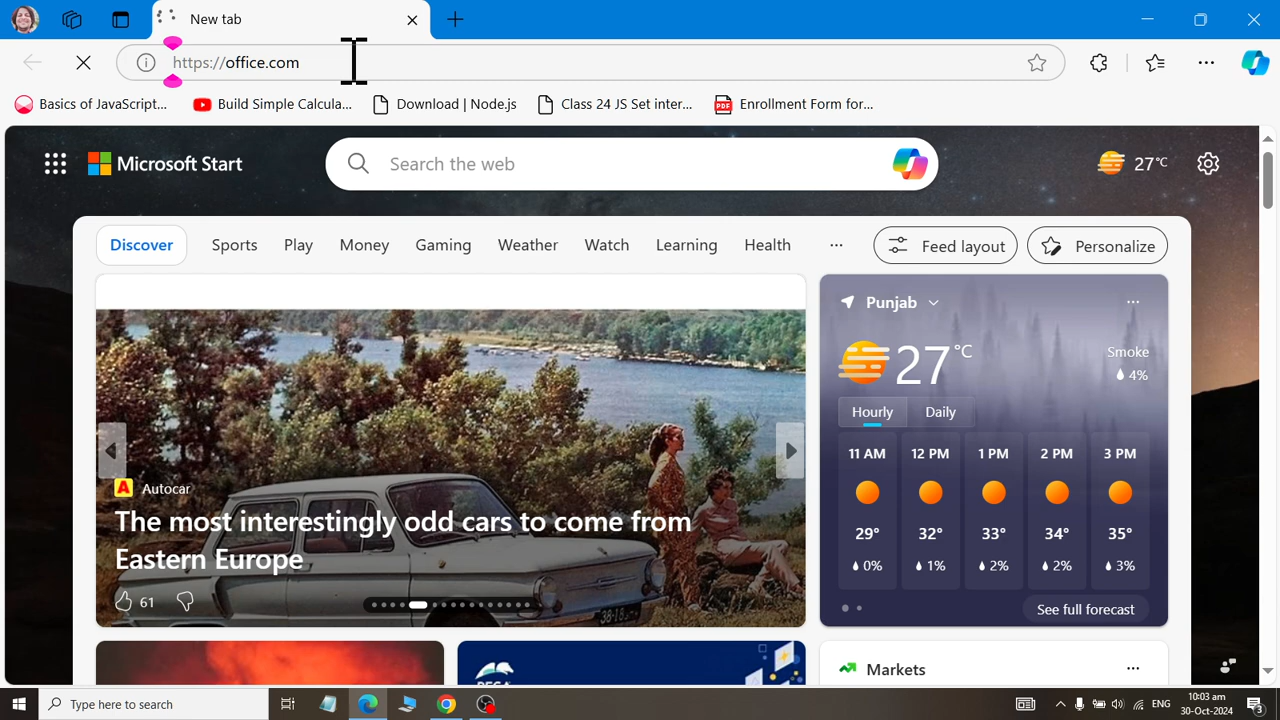 New tab
https://office.com
Basics of JavaScript...
Build Simple Calcula...
Download | Node.js
Class 24 JS Set inter...
Enrollment Form for...
Microsoft Start
Search the web
27°C
Discover
Sports
Play
Money
Gaming
Weather
Watch
Learning
Health
Feed layout
Personalize
Autocar
The most interestingly odd cars to come from
Eastern Europe
61
Punjab
27°C
Smoke
4%
Hourly
Daily
11 AM 12 PM 1 PM 2 PM 3 PM
29° 32° 33° 34° 35°
0% 1% 2% 2% 3%
See full forecast
PEGA
Markets
Type here to search
ENG
10:03 am
30-Oct-2024
3